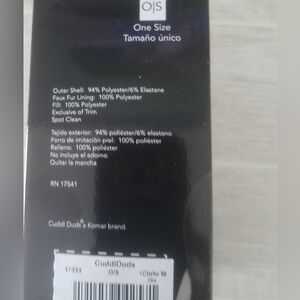 O|S
One Size
Tamaño único
Outer Shell: 94% Polyester/6% Elastane
Faux Fur Lining: 100% Polyester
Fill: 100% Polyester
Exclusive of Trim
Spot Clean
Tejido exterior: 94% poliéster/6% elastano
Forro de imitación piel: 100% poliéster
Relleno: 100% poliéster
No incluye el adorno
Quitar la mancha
RN 17541
Cuddl Duds a Komar brand.
CuddlDuds
17333 O/S M